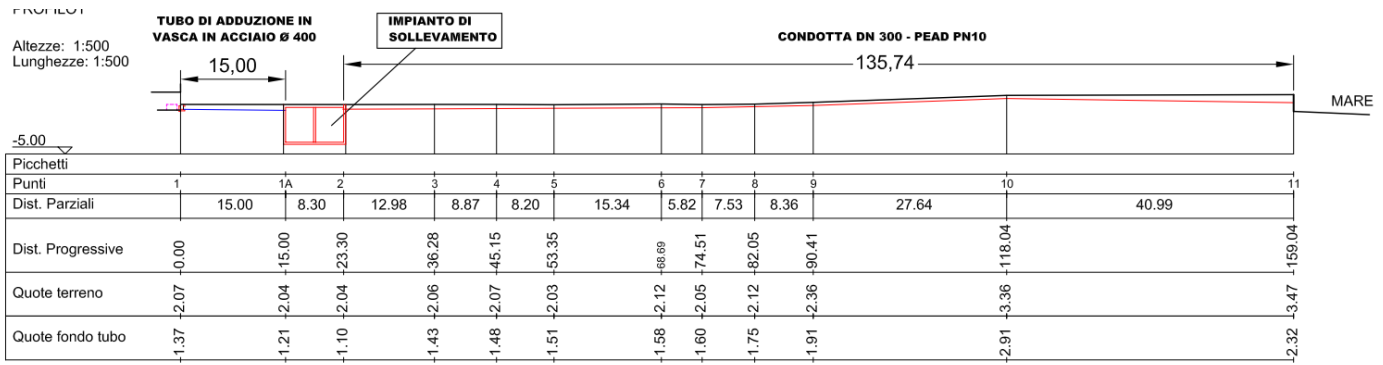 PROFILO 1
TUBO DI ADDUZIONE IN
VASCA IN ACCIAIO Ø 400
IMPIANTO DI
SOLLEVAMENTO
CONDOTTA DN 300 - PEAD PN10
Altezze: 1:500
Lunghezze: 1:500
15,00
135,74
MARE
-5.00
Picchetti
Punti 1 1A 2 3 4 5 6 7 8 9 10 11
Dist. Parziali 15.00 8.30 12.98 8.87 8.20 15.34 5.82 7.53 8.36 27.64 40.99
Dist. Progressive 0.00 15.00 23.30 36.28 45.15 53.35 68.69 74.51 82.05 90.41 118.04 159.04
Quote terreno 2.07 2.04 2.04 2.06 2.07 2.03 2.12 2.05 2.12 2.36 3.36 3.47
Quote fondo tubo 1.37 1.21 1.10 1.43 1.48 1.51 1.58 1.60 1.75 1.91 2.91 2.32